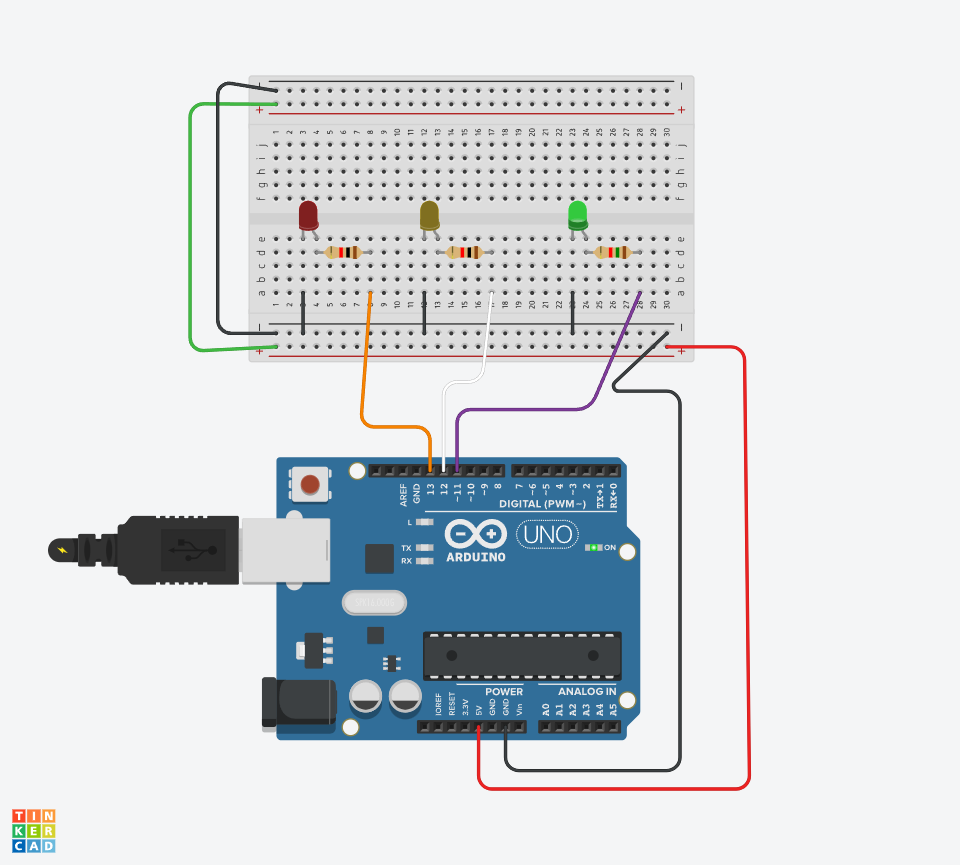 − −
+ +
1 2 3 4 5 6 7 8 9 10 11 12 13 14 15 16 17 18 19 20 21 22 23 24 25 26 27 28 29 30
j j
i i
h h
g g
f f
e e
d d
c c
b b
a a
1 2 3 4 5 6 7 8 9 10 11 12 13 14 15 16 17 18 19 20 21 22 23 24 25 26 27 28 29 30
− −
+ +
AREF GND 13 12 ~11 ~10 ~9 8 7 ~6 ~5 4 ~3 2 TX→1 RX←0
DIGITAL (PWM~)
L
TX
RX
ARDUINO
UNO
ON
POWER ANALOG IN
IOREF RESET 3.3V 5V GND GND Vin A0 A1 A2 A3 A4 A5
TIN
KER
CAD